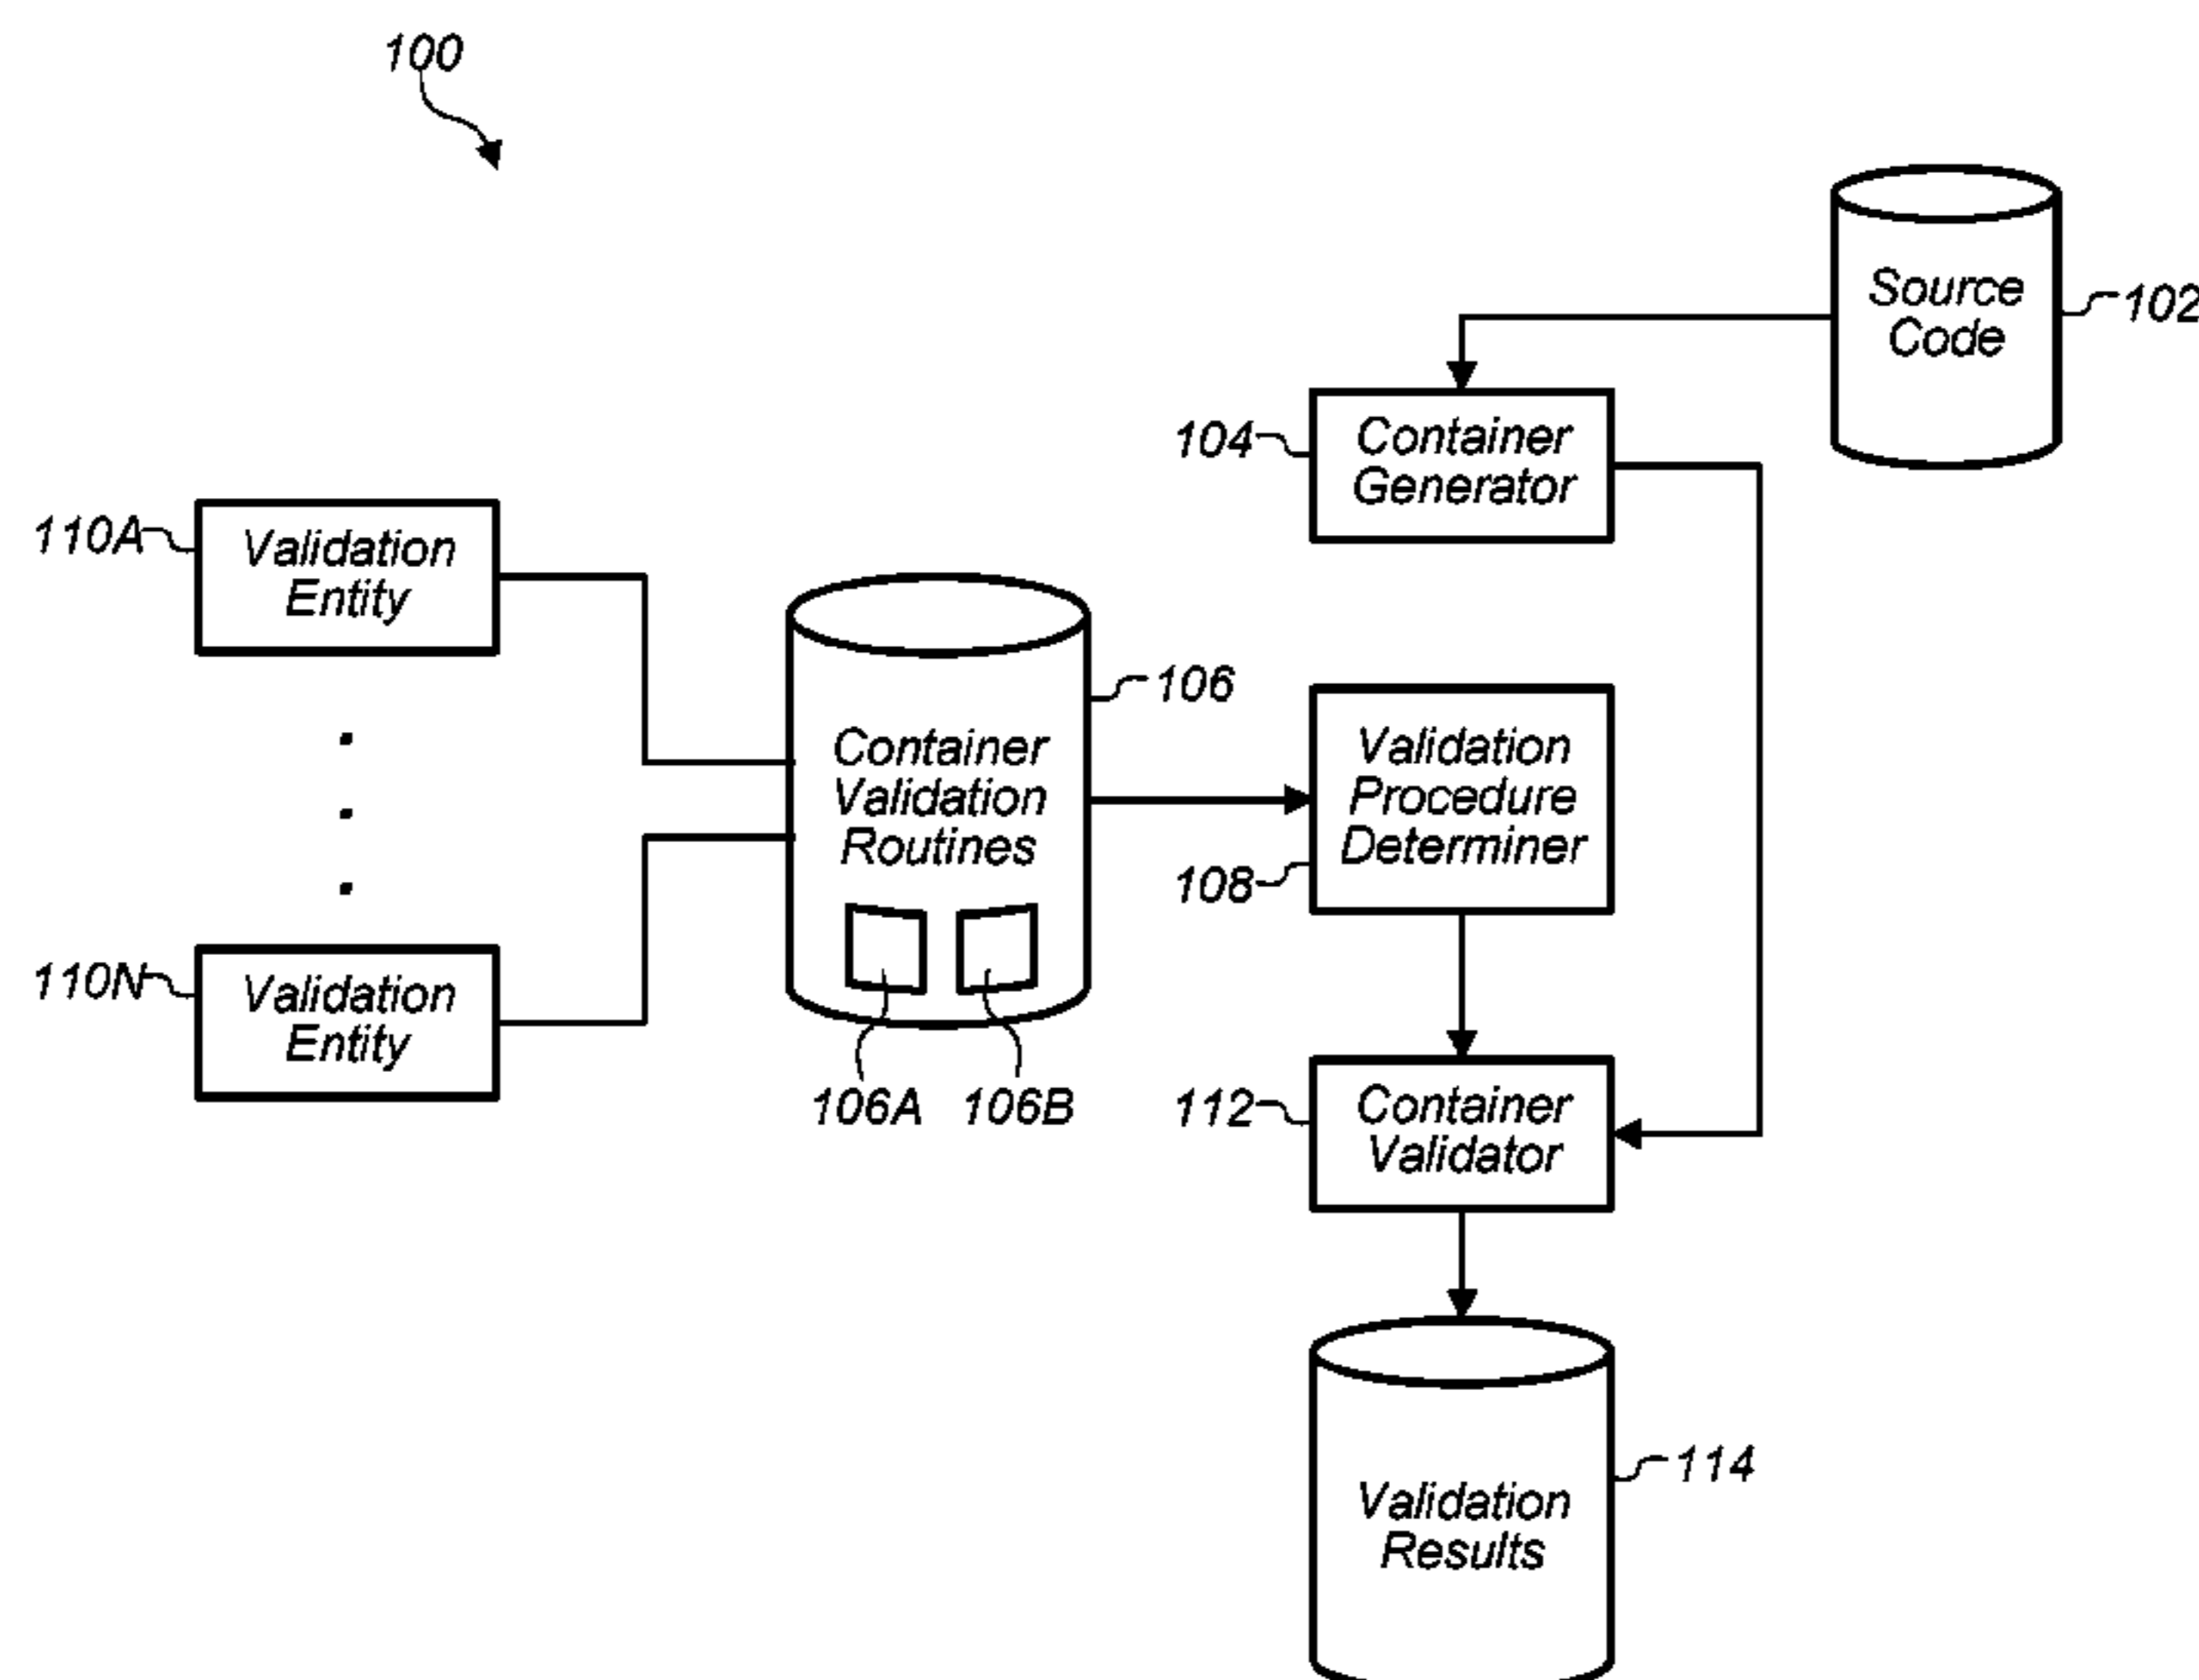 100
Source
Code
102
104
Container
Generator
110A
Validation
Entity
106
Container
Validation
Routines
Validation
Procedure
Determiner
108
110N
Validation
Entity
106A
106B
112
Container
Validator
114
Validation
Results